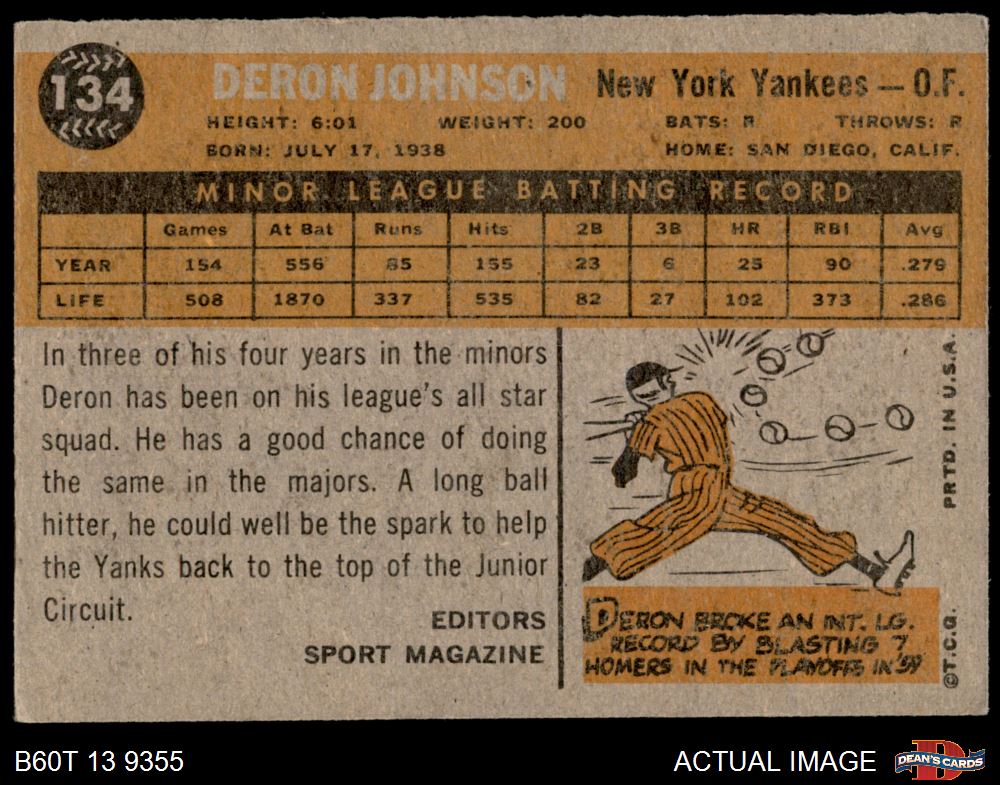 134
DERON JOHNSON New York Yankees — O.F.
HEIGHT: 6:01 WEIGHT: 200 BATS: R THROWS: R
BORN: JULY 17, 1938 HOME: SAN DIEGO, CALIF.
MINOR LEAGUE BATTING RECORD
Games At Bat Runs Hits 2B 3B HR RBI Avg
YEAR 154 556 85 155 23 6 25 90 .279
LIFE 508 1870 337 535 82 27 102 373 .286
In three of his four years in the minors
Deron has been on his league's all star
squad. He has a good chance of doing
the same in the majors. A long ball
hitter, he could well be the spark to help
the Yanks back to the top of the Junior
Circuit.
EDITORS
SPORT MAGAZINE
DERON BROKE AN INT. LG.
RECORD BY BLASTING 7
HOMERS IN THE PLAYOFFS IN '59
PRTD. IN U.S.A.
©T.C.G.
B60T 13 9355
ACTUAL IMAGE
DEAN'S CARDS